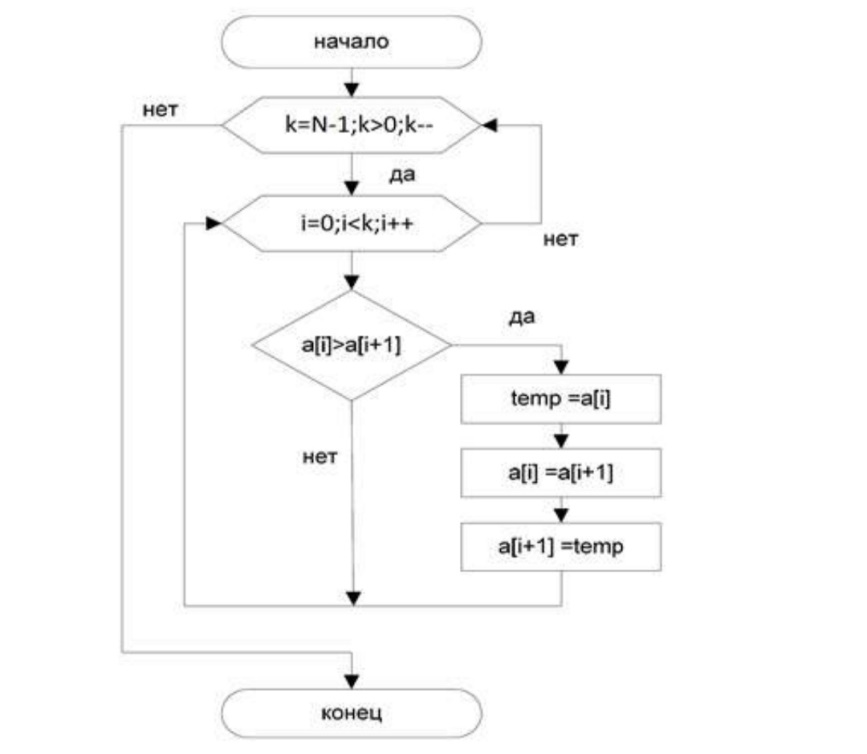 начало
нет
k=N-1;k>0;k--
да
i=0;i<k;i++
нет
да
a[i]>a[i+1]
temp =a[i]
нет
a[i] =a[i+1]
a[i+1] =temp
конец